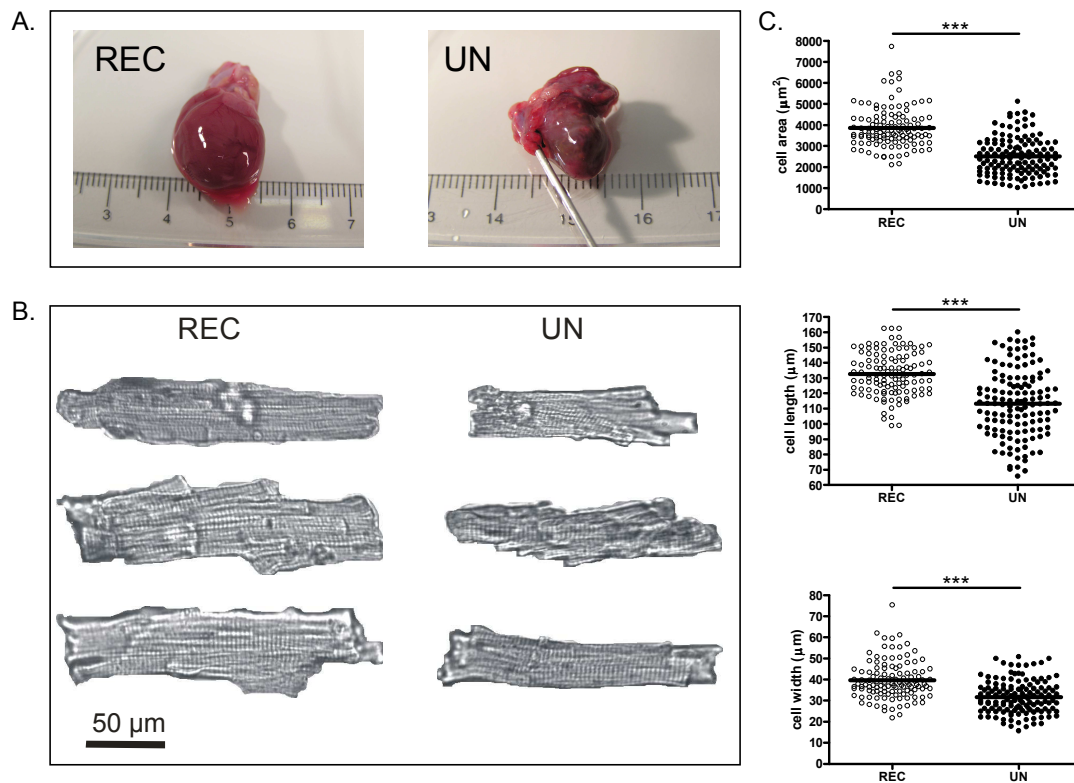 A.
REC
3 4 5 6 7
UN
13 14 15 16 17
B.
REC
UN
50 µm
C.
***
cell area (µm²)
8000
7000
6000
5000
4000
3000
2000
1000
0
REC UN
***
cell length (µm)
170
160
150
140
130
120
110
100
90
80
70
60
REC UN
***
cell width (µm)
80
70
60
50
40
30
20
10
0
REC UN